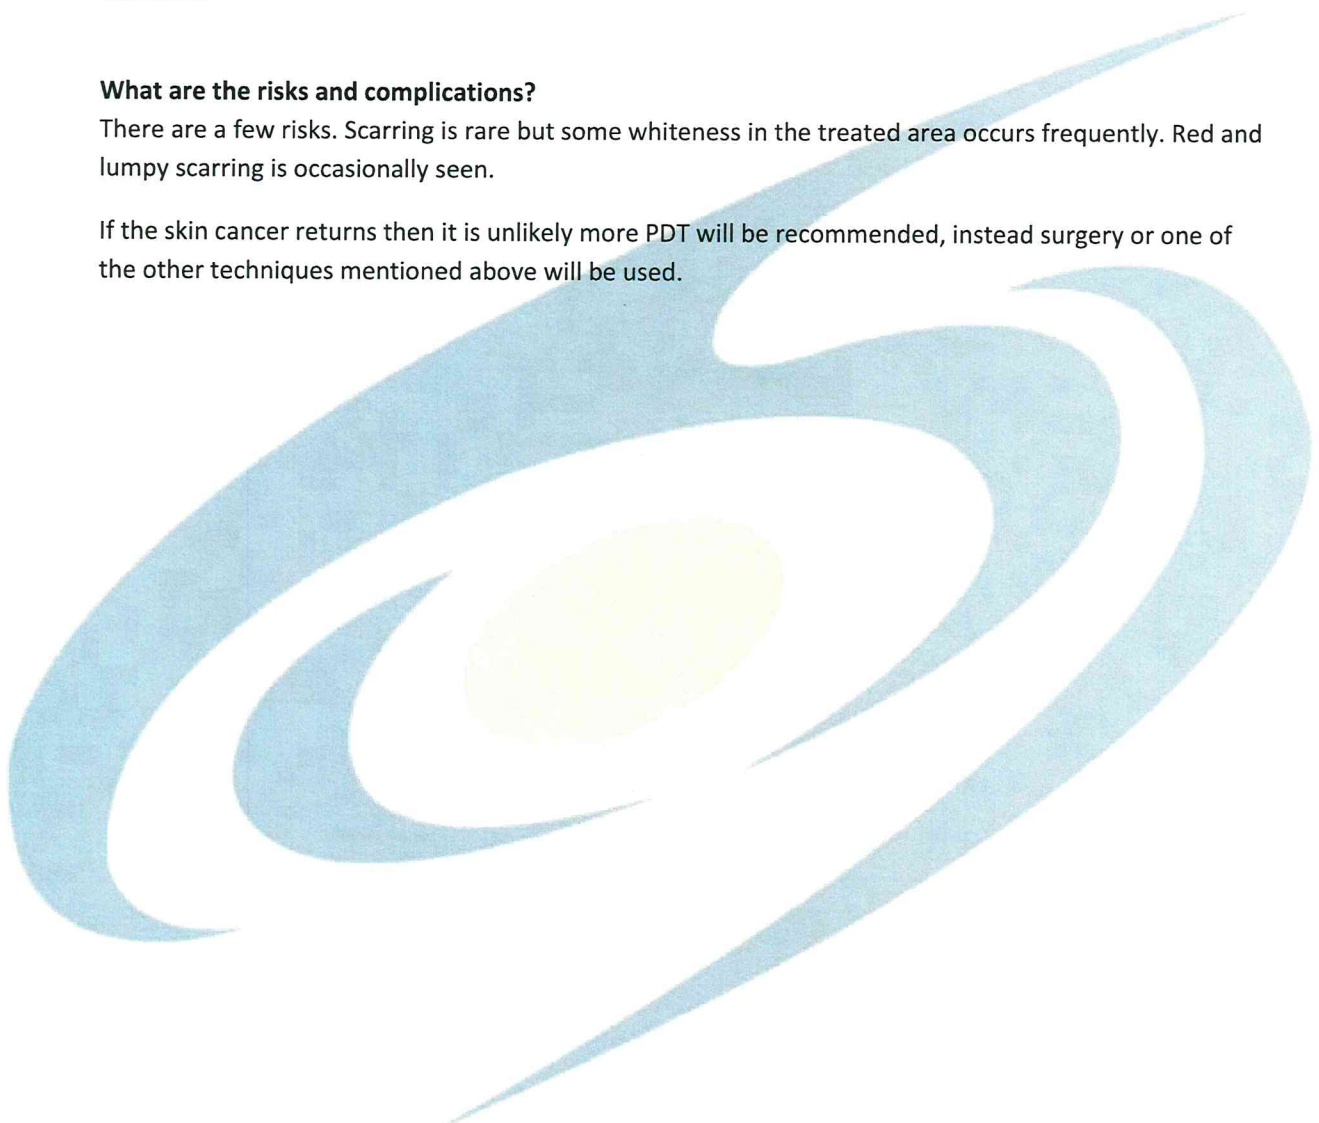 What are the risks and complications?
There are a few risks. Scarring is rare but some whiteness in the treated area occurs frequently. Red and
lumpy scarring is occasionally seen.
If the skin cancer returns then it is unlikely more PDT will be recommended, instead surgery or one of
the other techniques mentioned above will be used.